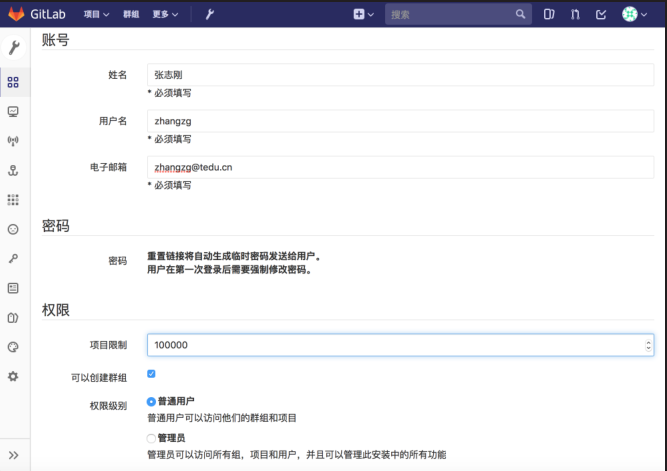 GitLab 项目 群组 更多 搜索
账号
姓名 张志刚
* 必须填写
用户名 zhangzg
* 必须填写
电子邮箱 zhangzg@tedu.cn
* 必须填写
密码
密码 重置链接将自动生成临时密码发送给用户。
用户在第一次登录后需要强制修改密码。
权限
项目限制 100000
可以创建群组
权限级别 普通用户
普通用户可以访问他们的群组和项目
管理员
管理员可以访问所有组，项目和用户，并且可以管理此安装中的所有功能